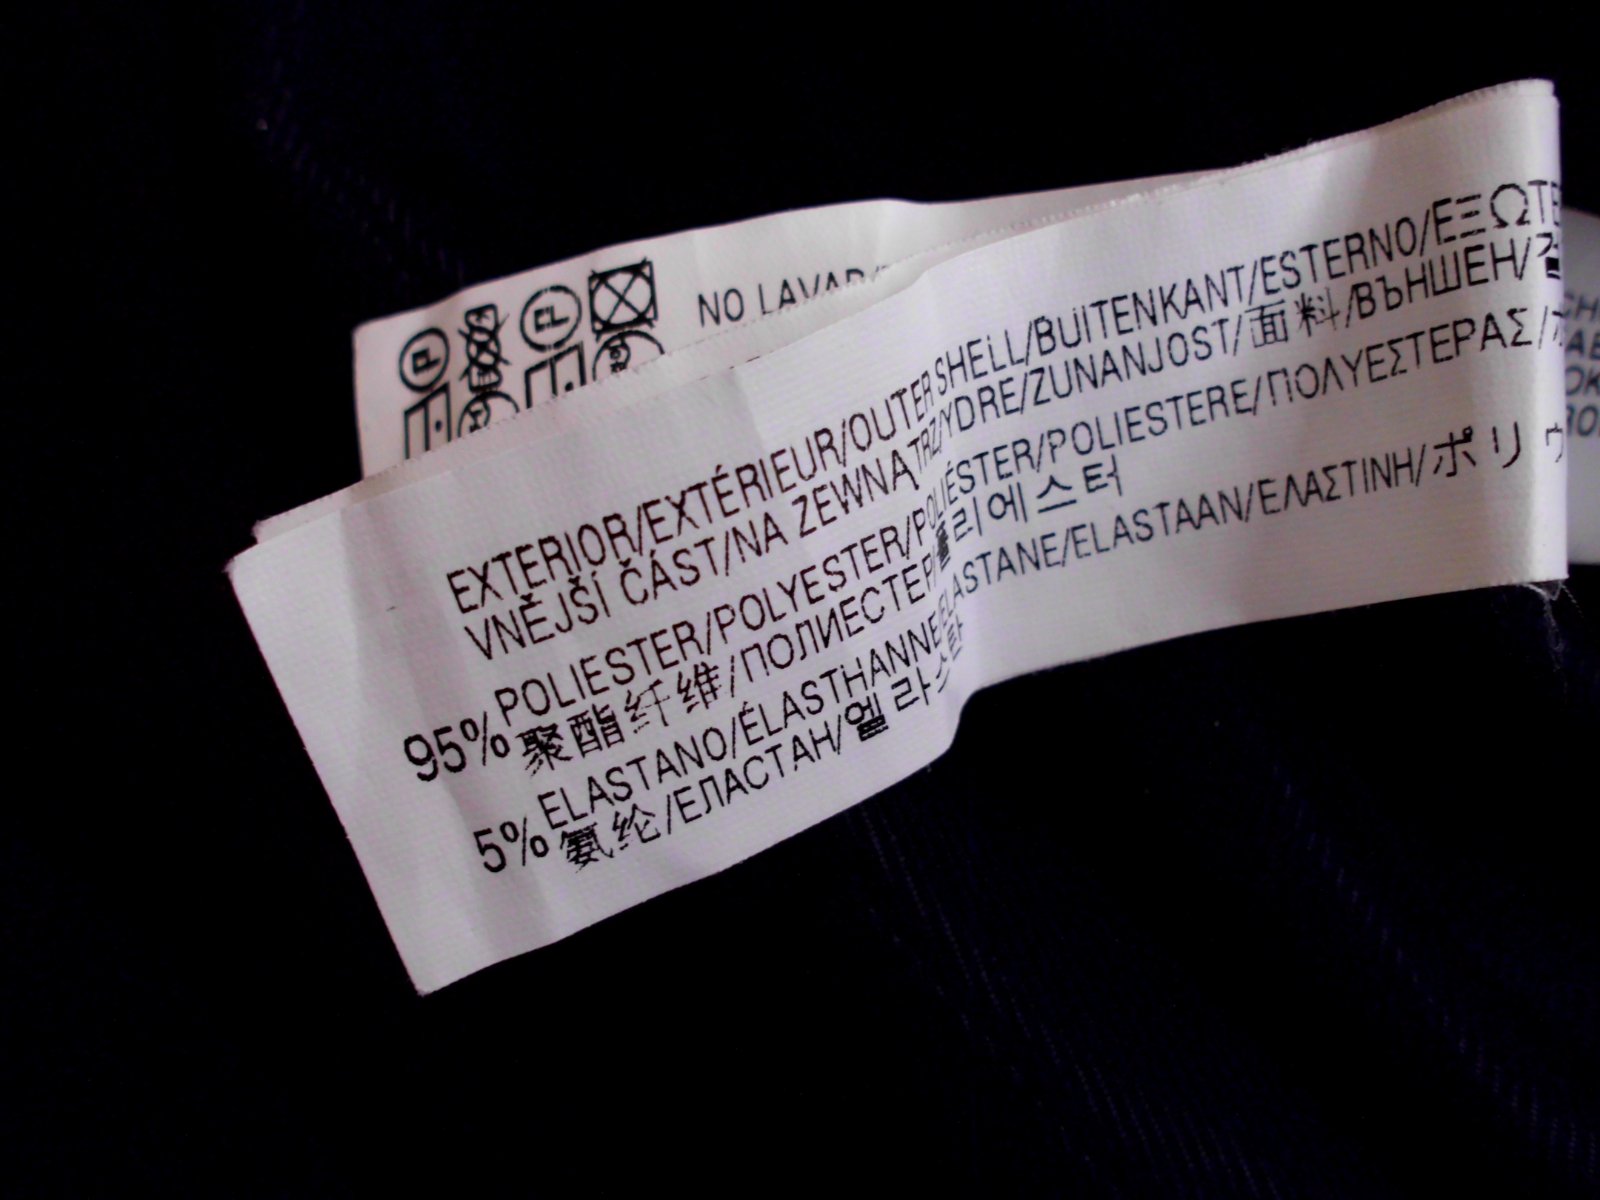 NO LAVAR/
EXTERIOR/EXTÉRIEUR/OUTER SHELL/BUITENKANT/ESTERNO/ΕΞΩΤΕ
VNĚJŠÍ ČÁST/NA ZEWNĄTRZ/YDRE/ZUNANJOST/面料/ВЪНШЕН/겉
95% POLIESTER/POLYESTER/POLIÉSTER/POLIESTERE/ΠΟΛΥΕΣΤΕΡΑΣ/ポ
聚酯纤维/ПОЛИЕСТЕР/폴리에스터
5% ELASTANO/ÉLASTHANNE/ELASTANE/ELASTAAN/ΕΛΑΣΤΙΝΗ/ポリウ
氨纶/ЕЛАСТАН/엘라스탄